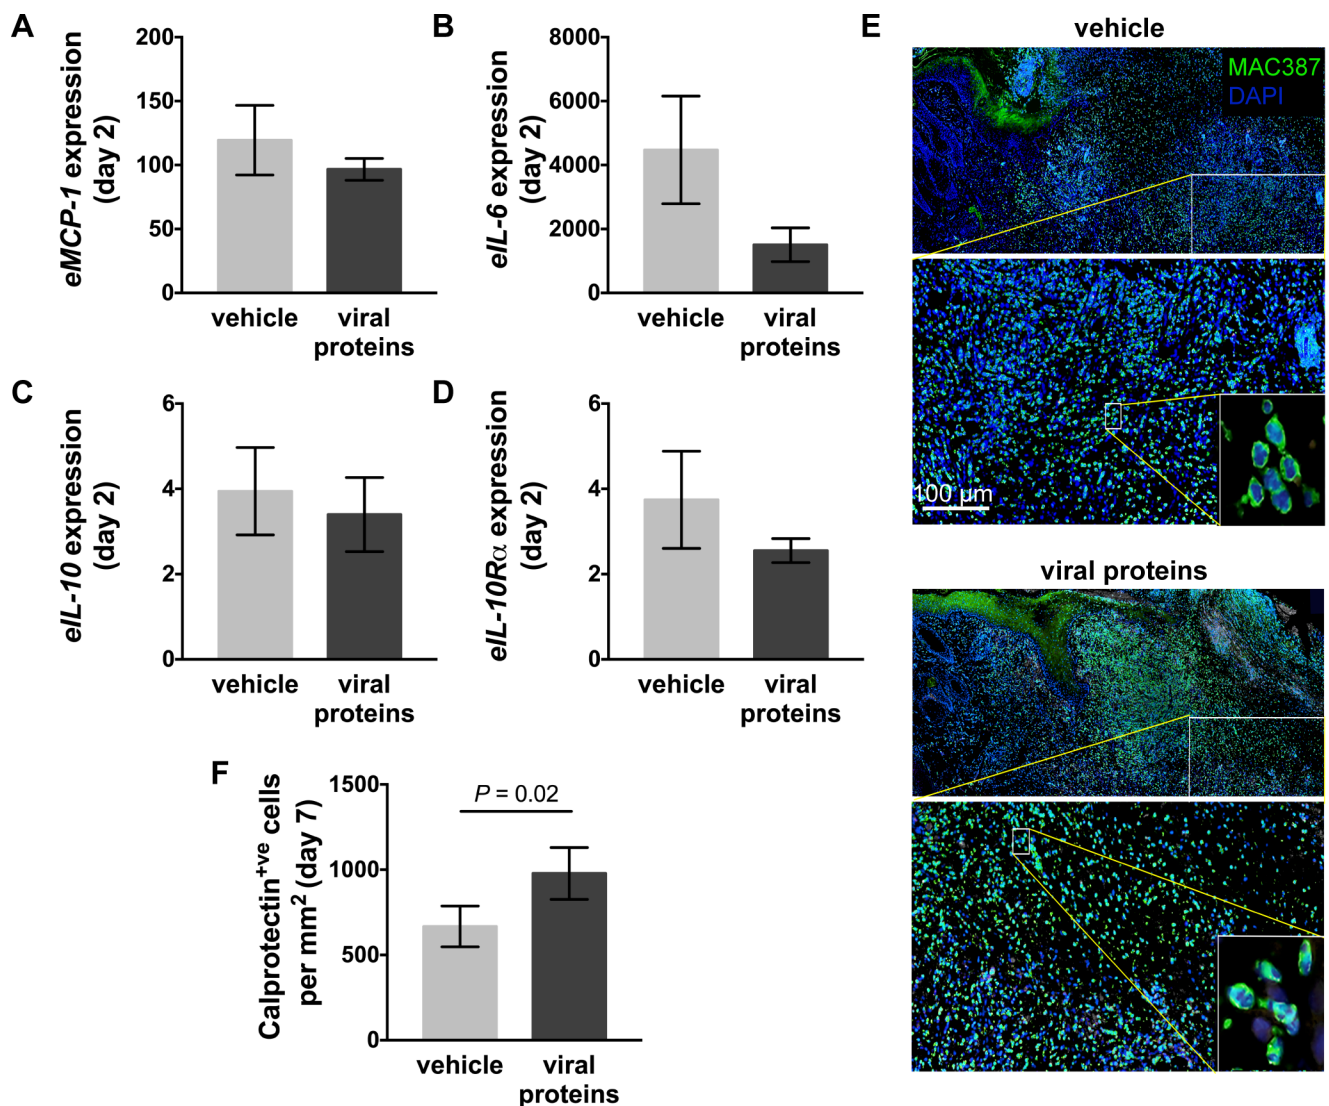 A
eMCP-1 expression
(day 2)
200
150
100
50
0
vehicle
viral
proteins
B
eIL-6 expression
(day 2)
8000
6000
4000
2000
0
vehicle
viral
proteins
C
eIL-10 expression
(day 2)
6
4
2
0
vehicle
viral
proteins
D
eIL-10Rα expression
(day 2)
6
4
2
0
vehicle
viral
proteins
E
vehicle
MAC387
DAPI
100 µm
viral proteins
F
Calprotectin⁺ᵛᵉ cells
per mm² (day 7)
1500
1000
500
0
P = 0.02
vehicle
viral
proteins